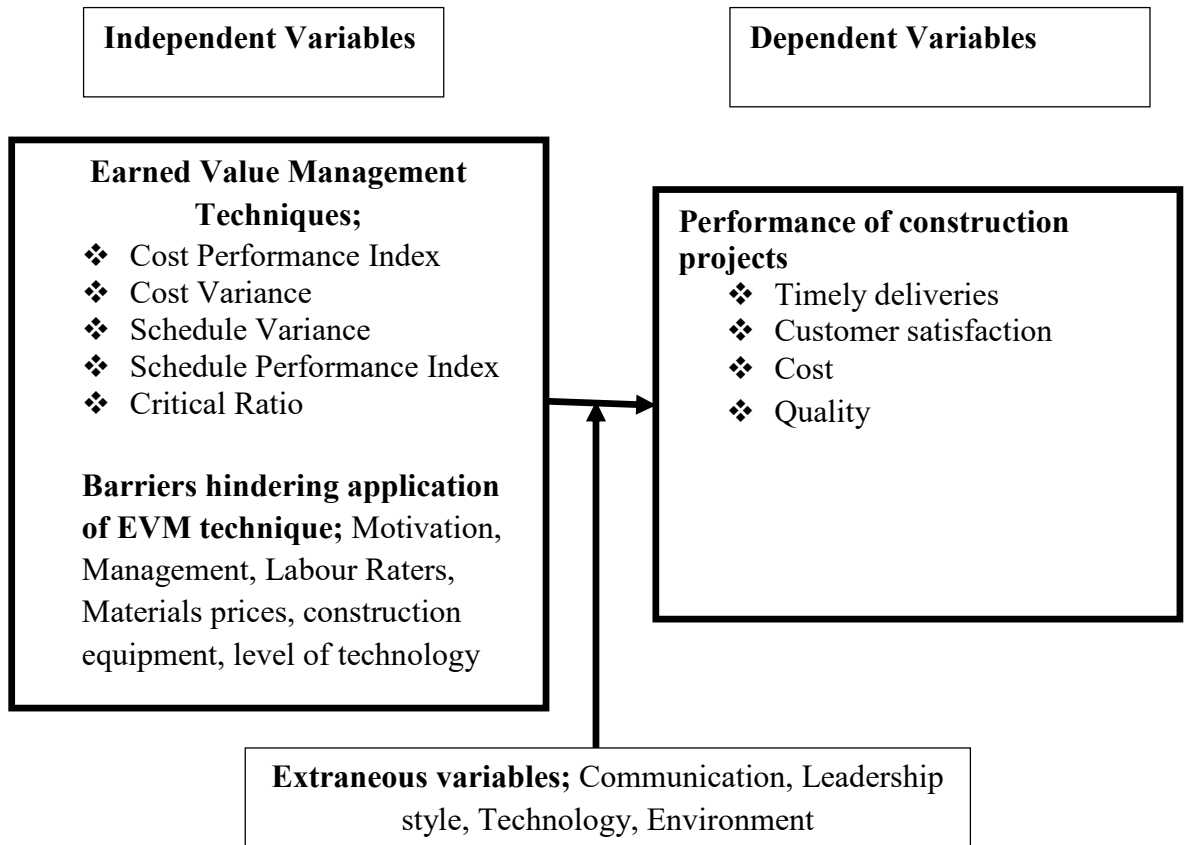 Independent Variables
Dependent Variables
Earned Value Management
Techniques;
❖ Cost Performance Index
❖ Cost Variance
❖ Schedule Variance
❖ Schedule Performance Index
❖ Critical Ratio
Barriers hindering application
of EVM technique; Motivation,
Management, Labour Raters,
Materials prices, construction
equipment, level of technology
Performance of construction
projects
❖ Timely deliveries
❖ Customer satisfaction
❖ Cost
❖ Quality
Extraneous variables; Communication, Leadership
style, Technology, Environment